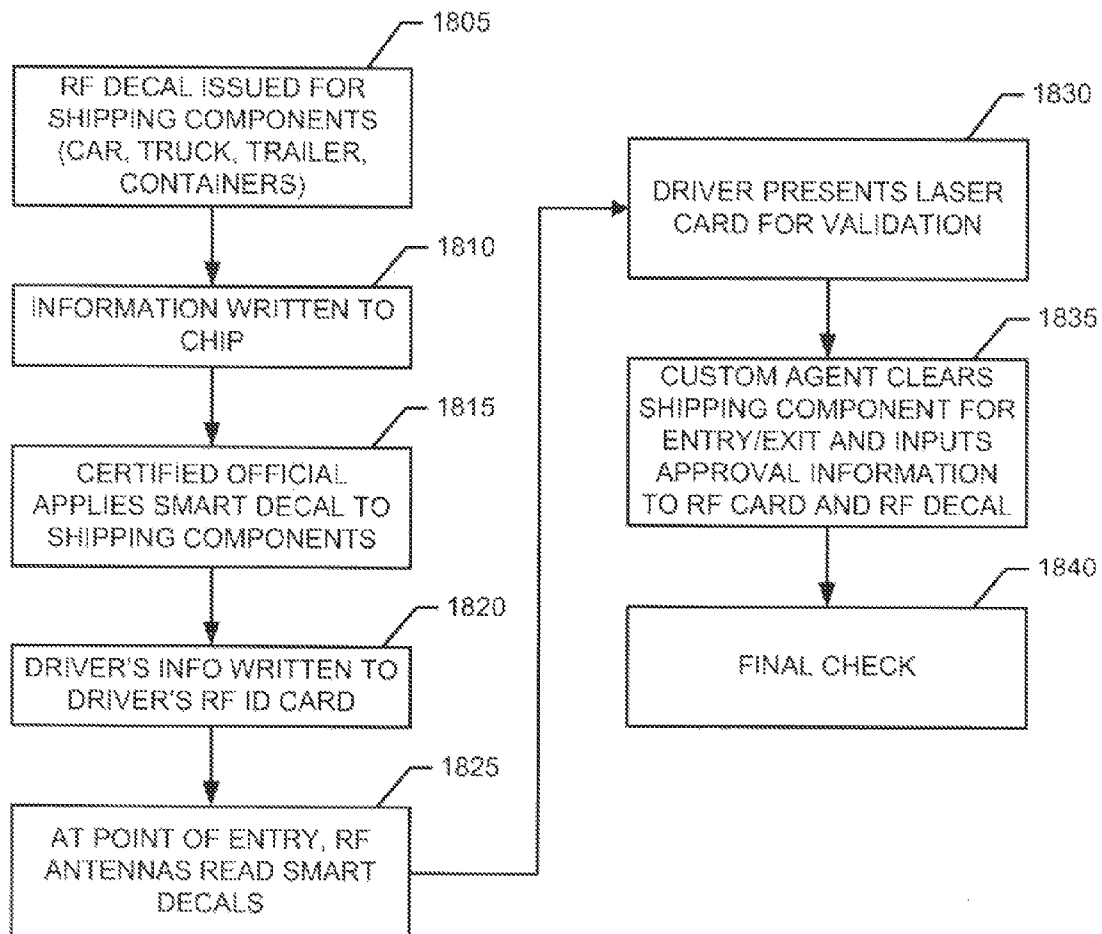 1805
RF DECAL ISSUED FOR
SHIPPING COMPONENTS
(CAR, TRUCK, TRAILER,
CONTAINERS)
1810
INFORMATION WRITTEN TO
CHIP
1815
CERTIFIED OFFICIAL
APPLIES SMART DECAL TO
SHIPPING COMPONENTS
1820
DRIVER'S INFO WRITTEN TO
DRIVER'S RF ID CARD
1825
AT POINT OF ENTRY, RF
ANTENNAS READ SMART
DECALS
1830
DRIVER PRESENTS LASER
CARD FOR VALIDATION
1835
CUSTOM AGENT CLEARS
SHIPPING COMPONENT FOR
ENTRY/EXIT AND INPUTS
APPROVAL INFORMATION
TO RF CARD AND RF DECAL
1840
FINAL CHECK